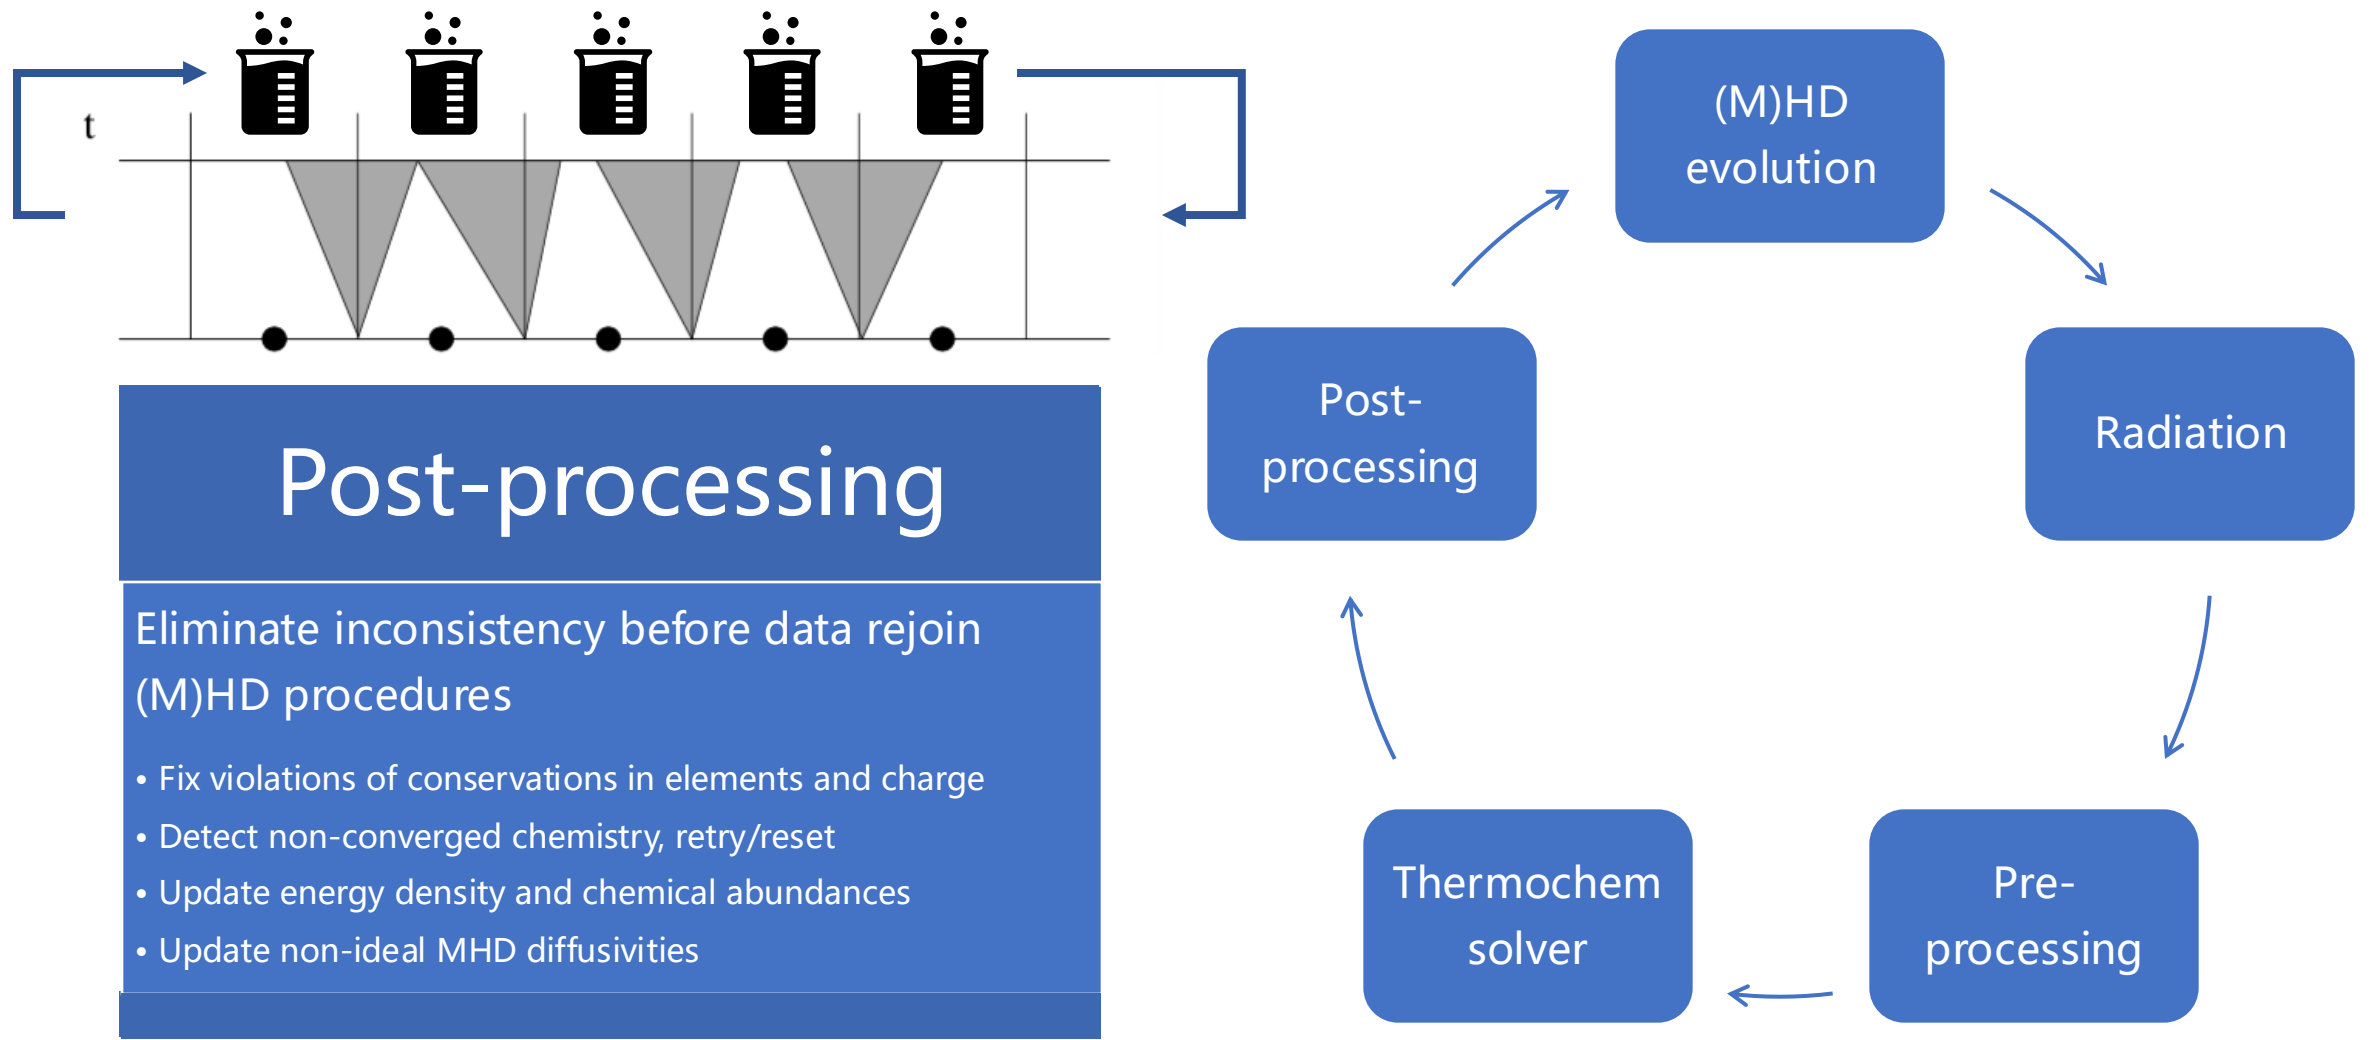 t
Post-processing
Eliminate inconsistency before data rejoin
(M)HD procedures
• Fix violations of conservations in elements and charge
• Detect non-converged chemistry, retry/reset
• Update energy density and chemical abundances
• Update non-ideal MHD diffusivities
(M)HD
evolution
Radiation
Pre-
processing
Thermochem
solver
Post-
processing